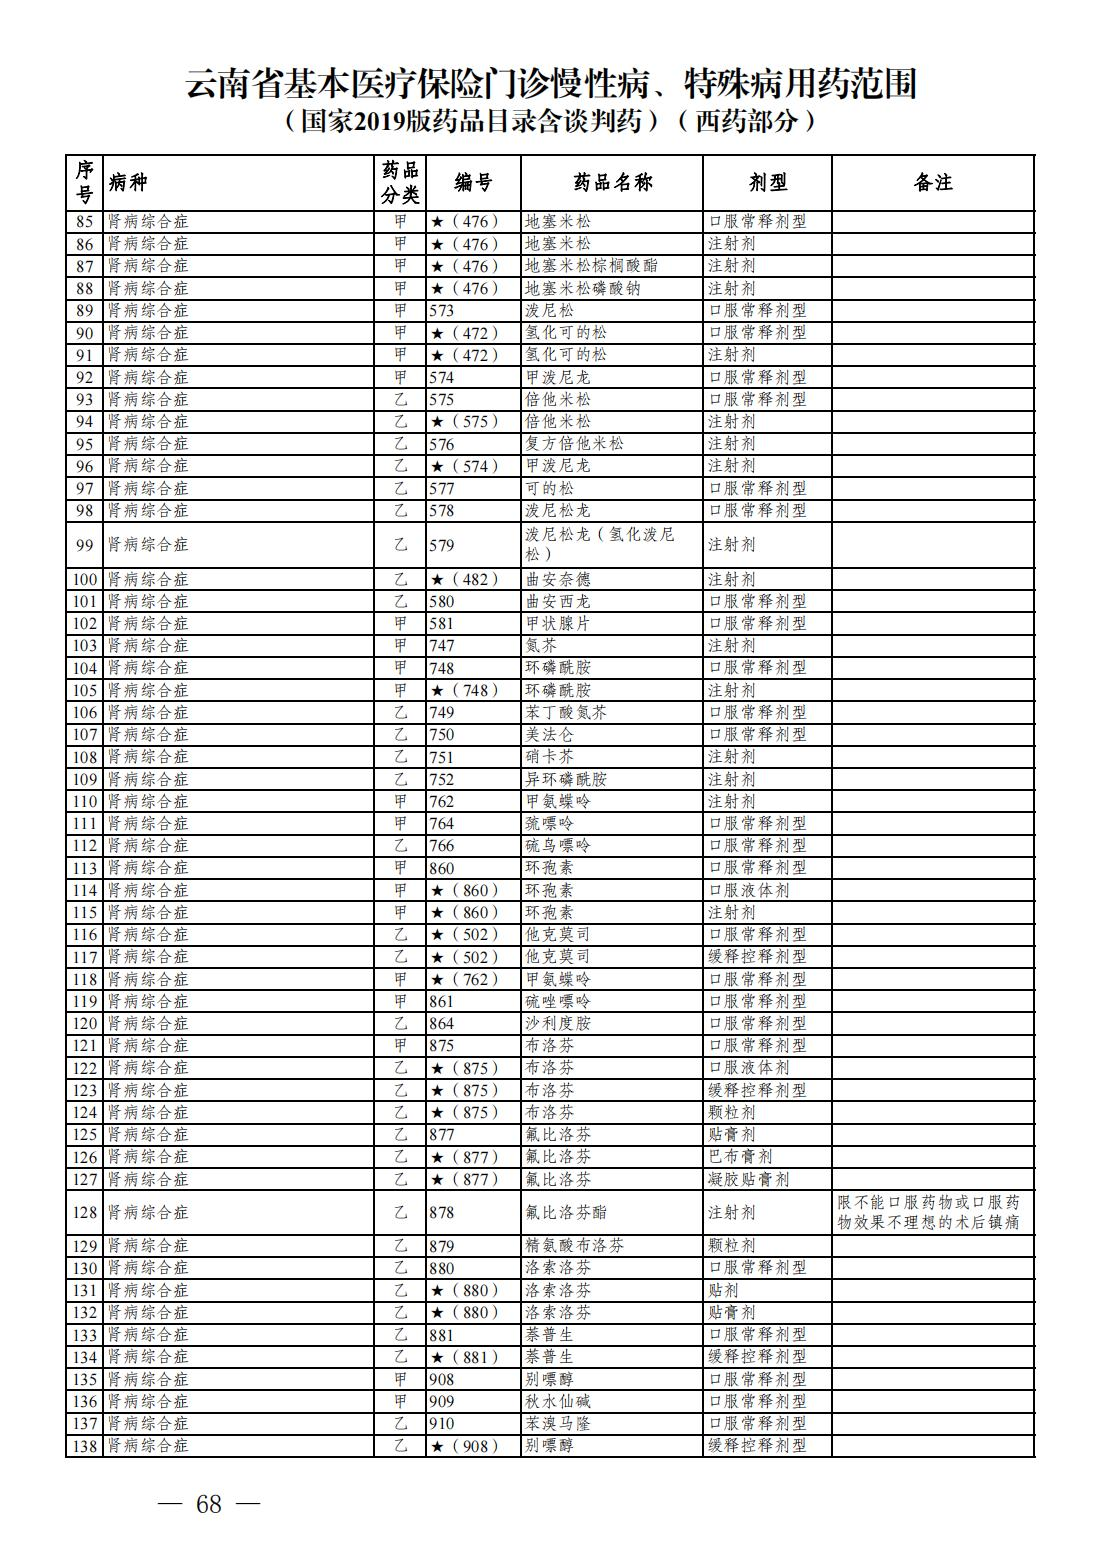 云南省基本医疗保险门诊慢性病、特殊病用药范围
（国家2019版药品目录含谈判药）（西药部分）
序号 病种 药品分类 编号 药品名称 剂型 备注
85 肾病综合症 甲 ★（476） 地塞米松 口服常释剂型
86 肾病综合症 甲 ★（476） 地塞米松 注射剂
87 肾病综合症 甲 ★（476） 地塞米松棕榈酸酯 注射剂
88 肾病综合症 甲 ★（476） 地塞米松磷酸钠 注射剂
89 肾病综合症 甲 573 泼尼松 口服常释剂型
90 肾病综合症 甲 ★（472） 氢化可的松 口服常释剂型
91 肾病综合症 甲 ★（472） 氢化可的松 注射剂
92 肾病综合症 甲 574 甲泼尼龙 口服常释剂型
93 肾病综合症 乙 575 倍他米松 口服常释剂型
94 肾病综合症 乙 ★（575） 倍他米松 注射剂
95 肾病综合症 乙 576 复方倍他米松 注射剂
96 肾病综合症 乙 ★（574） 甲泼尼龙 注射剂
97 肾病综合症 乙 577 可的松 口服常释剂型
98 肾病综合症 乙 578 泼尼松龙 口服常释剂型
99 肾病综合症 乙 579 泼尼松龙（氢化泼尼松） 注射剂
100 肾病综合症 乙 ★（482） 曲安奈德 注射剂
101 肾病综合症 乙 580 曲安西龙 口服常释剂型
102 肾病综合症 甲 581 甲状腺片 口服常释剂型
103 肾病综合症 甲 747 氮芥 注射剂
104 肾病综合症 甲 748 环磷酰胺 口服常释剂型
105 肾病综合症 甲 ★（748） 环磷酰胺 注射剂
106 肾病综合症 乙 749 苯丁酸氮芥 口服常释剂型
107 肾病综合症 乙 750 美法仑 口服常释剂型
108 肾病综合症 乙 751 硝卡芥 注射剂
109 肾病综合症 乙 752 异环磷酰胺 注射剂
110 肾病综合症 甲 762 甲氨蝶呤 注射剂
111 肾病综合症 甲 764 巯嘌呤 口服常释剂型
112 肾病综合症 乙 766 硫鸟嘌呤 口服常释剂型
113 肾病综合症 甲 860 环孢素 口服常释剂型
114 肾病综合症 甲 ★（860） 环孢素 口服液体剂
115 肾病综合症 甲 ★（860） 环孢素 注射剂
116 肾病综合症 乙 ★（502） 他克莫司 口服常释剂型
117 肾病综合症 乙 ★（502） 他克莫司 缓释控释剂型
118 肾病综合症 甲 ★（762） 甲氨蝶呤 口服常释剂型
119 肾病综合症 甲 861 硫唑嘌呤 口服常释剂型
120 肾病综合症 乙 864 沙利度胺 口服常释剂型
121 肾病综合症 甲 875 布洛芬 口服常释剂型
122 肾病综合症 乙 ★（875） 布洛芬 口服液体剂
123 肾病综合症 乙 ★（875） 布洛芬 缓释控释剂型
124 肾病综合症 乙 ★（875） 布洛芬 颗粒剂
125 肾病综合症 乙 877 氟比洛芬 贴膏剂
126 肾病综合症 乙 ★（877） 氟比洛芬 巴布膏剂
127 肾病综合症 乙 ★（877） 氟比洛芬 凝胶贴膏剂
128 肾病综合症 乙 878 氟比洛芬酯 注射剂 限不能口服药物或口服药物效果不理想的术后镇痛
129 肾病综合症 乙 879 精氨酸布洛芬 颗粒剂
130 肾病综合症 乙 880 洛索洛芬 口服常释剂型
131 肾病综合症 乙 ★（880） 洛索洛芬 贴剂
132 肾病综合症 乙 ★（880） 洛索洛芬 贴膏剂
133 肾病综合症 乙 881 萘普生 口服常释剂型
134 肾病综合症 乙 ★（881） 萘普生 缓释控释剂型
135 肾病综合症 甲 908 别嘌醇 口服常释剂型
136 肾病综合症 甲 909 秋水仙碱 口服常释剂型
137 肾病综合症 乙 910 苯溴马隆 口服常释剂型
138 肾病综合症 乙 ★（908） 别嘌醇 缓释控释剂型
— 68 —